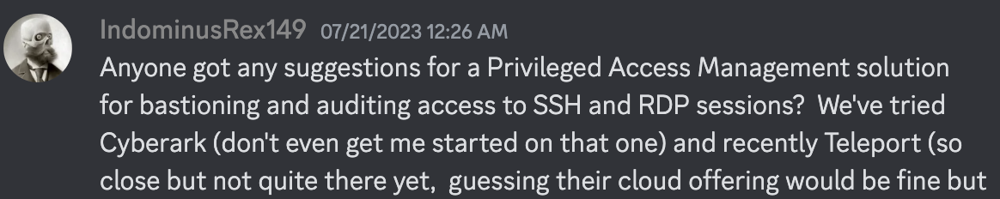 IndominusRex149 07/21/2023 12:26 AM
Anyone got any suggestions for a Privileged Access Management solution
for bastioning and auditing access to SSH and RDP sessions?  We've tried
Cyberark (don't even get me started on that one) and recently Teleport (so
close but not quite there yet,  guessing their cloud offering would be fine but